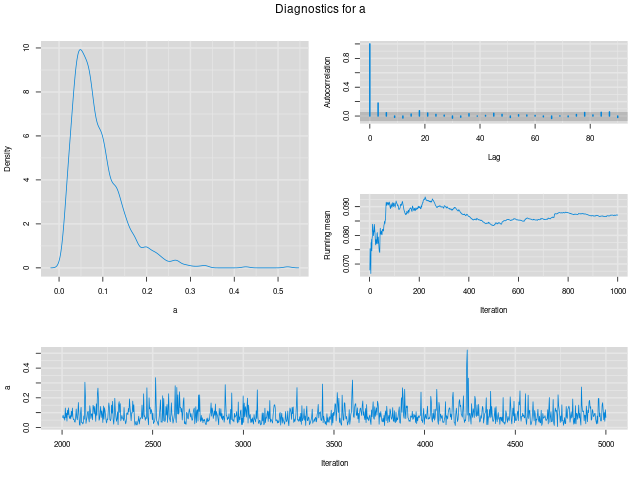 Diagnostics for a
Density
0 2 4 6 8 10
0.0 0.1 0.2 0.3 0.4 0.5
a
Autocorrelation
0.0 0.4 0.8
0 20 40 60 80
Lag
Running mean
0.070 0.080 0.090
0 200 400 600 800 1000
Iteration
a
0.0 0.2 0.4
2000 2500 3000 3500 4000 4500 5000
Iteration